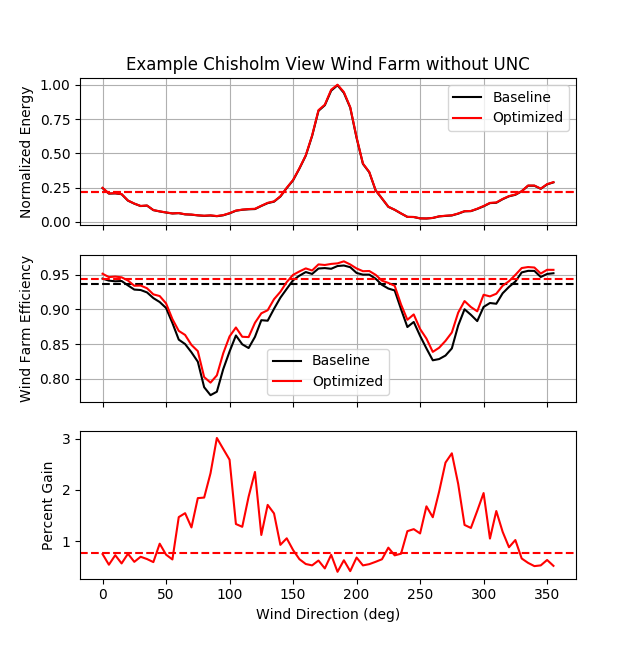 Example Chisholm View Wind Farm without UNC
Normalized Energy
1.00
0.75
0.50
0.25
0.00
Baseline
Optimized
Wind Farm Efficiency
0.95
0.90
0.85
0.80
Baseline
Optimized
Percent Gain
3
2
1
0 50 100 150 200 250 300 350
Wind Direction (deg)